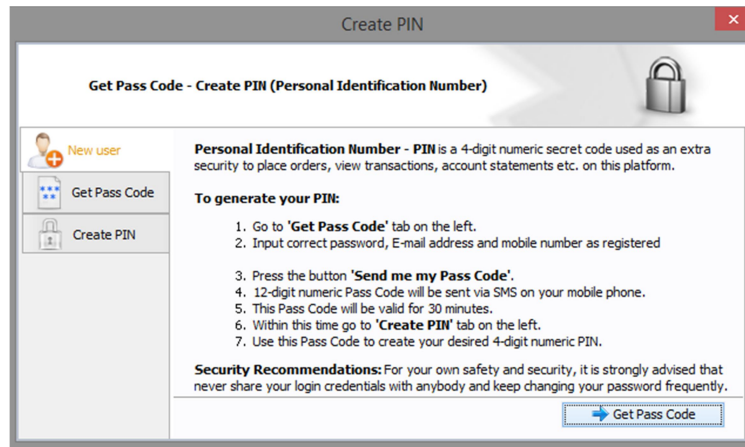 Create PIN
Get Pass Code - Create PIN (Personal Identification Number)
New user
Get Pass Code
Create PIN
Personal Identification Number - PIN is a 4-digit numeric secret code used as an extra
security to place orders, view transactions, account statements etc. on this platform.
To generate your PIN:
1. Go to 'Get Pass Code' tab on the left.
2. Input correct password, E-mail address and mobile number as registered
3. Press the button 'Send me my Pass Code'.
4. 12-digit numeric Pass Code will be sent via SMS on your mobile phone.
5. This Pass Code will be valid for 30 minutes.
6. Within this time go to 'Create PIN' tab on the left.
7. Use this Pass Code to create your desired 4-digit numeric PIN.
Security Recommendations: For your own safety and security, it is strongly advised that
never share your login credentials with anybody and keep changing your password frequently.
Get Pass Code